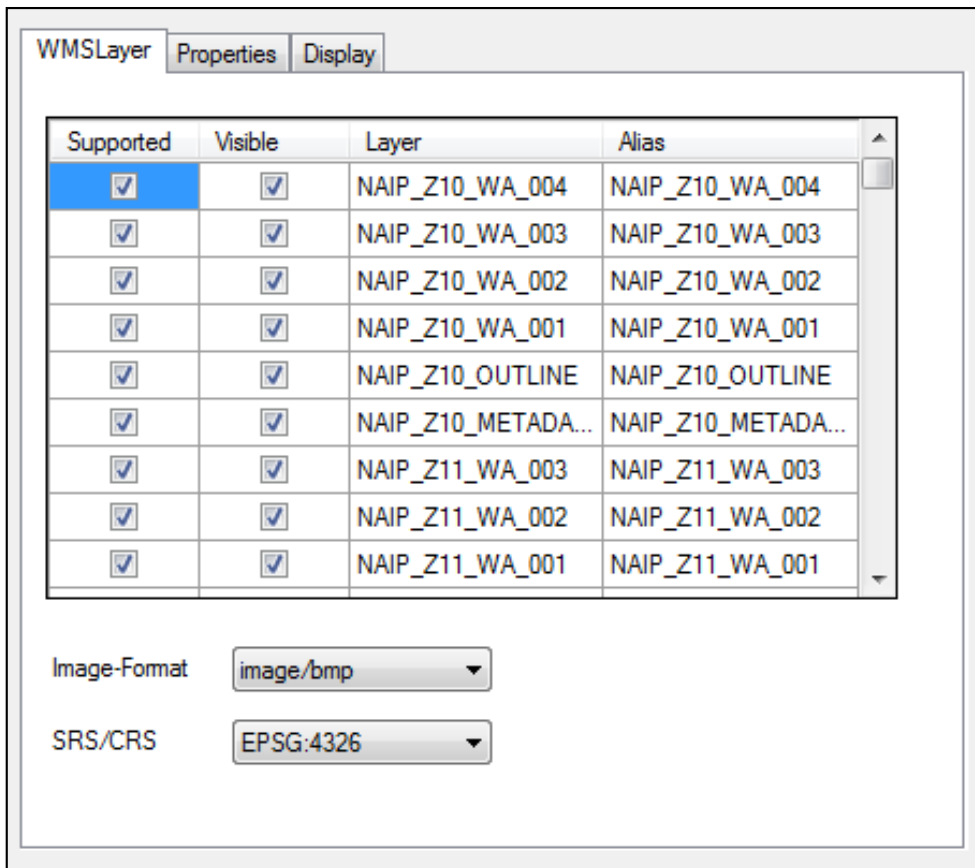 WMSLayer Properties Display
Supported Visible Layer Alias
NAIP_Z10_WA_004 NAIP_Z10_WA_004
NAIP_Z10_WA_003 NAIP_Z10_WA_003
NAIP_Z10_WA_002 NAIP_Z10_WA_002
NAIP_Z10_WA_001 NAIP_Z10_WA_001
NAIP_Z10_OUTLINE NAIP_Z10_OUTLINE
NAIP_Z10_METADA... NAIP_Z10_METADA...
NAIP_Z11_WA_003 NAIP_Z11_WA_003
NAIP_Z11_WA_002 NAIP_Z11_WA_002
NAIP_Z11_WA_001 NAIP_Z11_WA_001
Image-Format image/bmp
SRS/CRS EPSG:4326